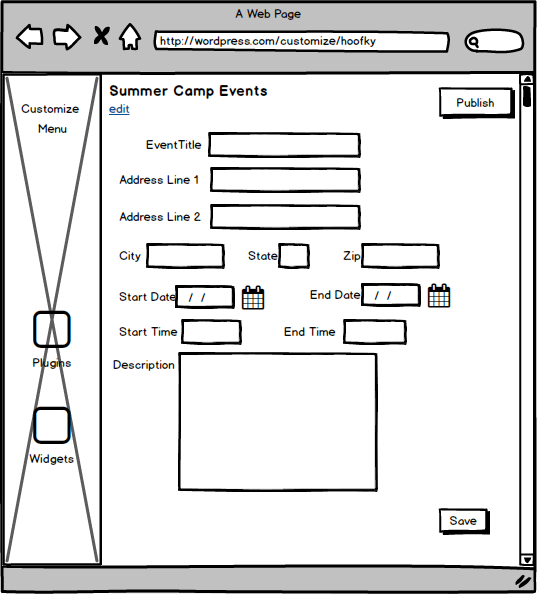 A Web Page
http://wordpress.com/customize/hoofky
Customize
Menu
Plugins
Widgets
Summer Camp Events
edit
Publish
EventTitle
Address Line 1
Address Line 2
City State Zip
Start Date / / End Date / /
Start Time End Time
Description
Save